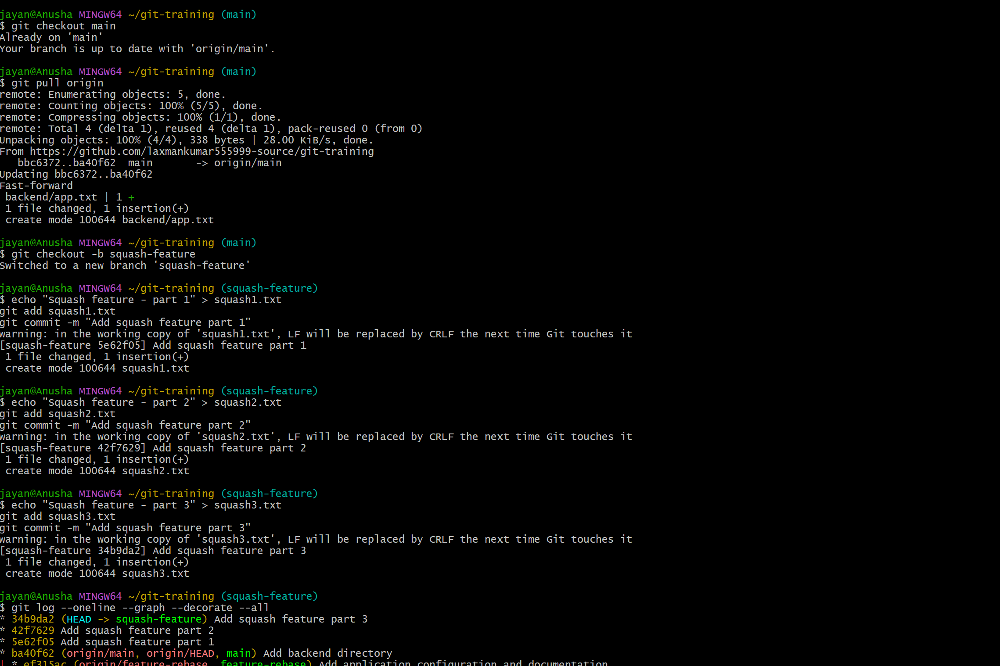 jayan@Anusha MINGW64 ~/git-training (main)
$ git checkout main
Already on 'main'
Your branch is up to date with 'origin/main'.
jayan@Anusha MINGW64 ~/git-training (main)
$ git pull origin
remote: Enumerating objects: 5, done.
remote: Counting objects: 100% (5/5), done.
remote: Compressing objects: 100% (1/1), done.
remote: Total 4 (delta 1), reused 4 (delta 1), pack-reused 0 (from 0)
Unpacking objects: 100% (4/4), 338 bytes | 28.00 KiB/s, done.
From https://github.com/laxmankumar555999-source/git-training
   bbc6372..ba40f62  main       -> origin/main
Updating bbc6372..ba40f62
Fast-forward
 backend/app.txt | 1 +
 1 file changed, 1 insertion(+)
 create mode 100644 backend/app.txt
jayan@Anusha MINGW64 ~/git-training (main)
$ git checkout -b squash-feature
Switched to a new branch 'squash-feature'
jayan@Anusha MINGW64 ~/git-training (squash-feature)
$ echo "Squash feature - part 1" > squash1.txt
git add squash1.txt
git commit -m "Add squash feature part 1"
warning: in the working copy of 'squash1.txt', LF will be replaced by CRLF the next time Git touches it
[squash-feature 5e62f05] Add squash feature part 1
 1 file changed, 1 insertion(+)
 create mode 100644 squash1.txt
jayan@Anusha MINGW64 ~/git-training (squash-feature)
$ echo "Squash feature - part 2" > squash2.txt
git add squash2.txt
git commit -m "Add squash feature part 2"
warning: in the working copy of 'squash2.txt', LF will be replaced by CRLF the next time Git touches it
[squash-feature 42f7629] Add squash feature part 2
 1 file changed, 1 insertion(+)
 create mode 100644 squash2.txt
jayan@Anusha MINGW64 ~/git-training (squash-feature)
$ echo "Squash feature - part 3" > squash3.txt
git add squash3.txt
git commit -m "Add squash feature part 3"
warning: in the working copy of 'squash3.txt', LF will be replaced by CRLF the next time Git touches it
[squash-feature 34b9da2] Add squash feature part 3
 1 file changed, 1 insertion(+)
 create mode 100644 squash3.txt
jayan@Anusha MINGW64 ~/git-training (squash-feature)
$ git log --oneline --graph --decorate --all
* 34b9da2 (HEAD -> squash-feature) Add squash feature part 3
* 42f7629 Add squash feature part 2
* 5e62f05 Add squash feature part 1
* ba40f62 (origin/main, origin/HEAD, main) Add backend directory
| * ef315ac (origin/feature-rebase, feature-rebase) Add application configuration and documentation